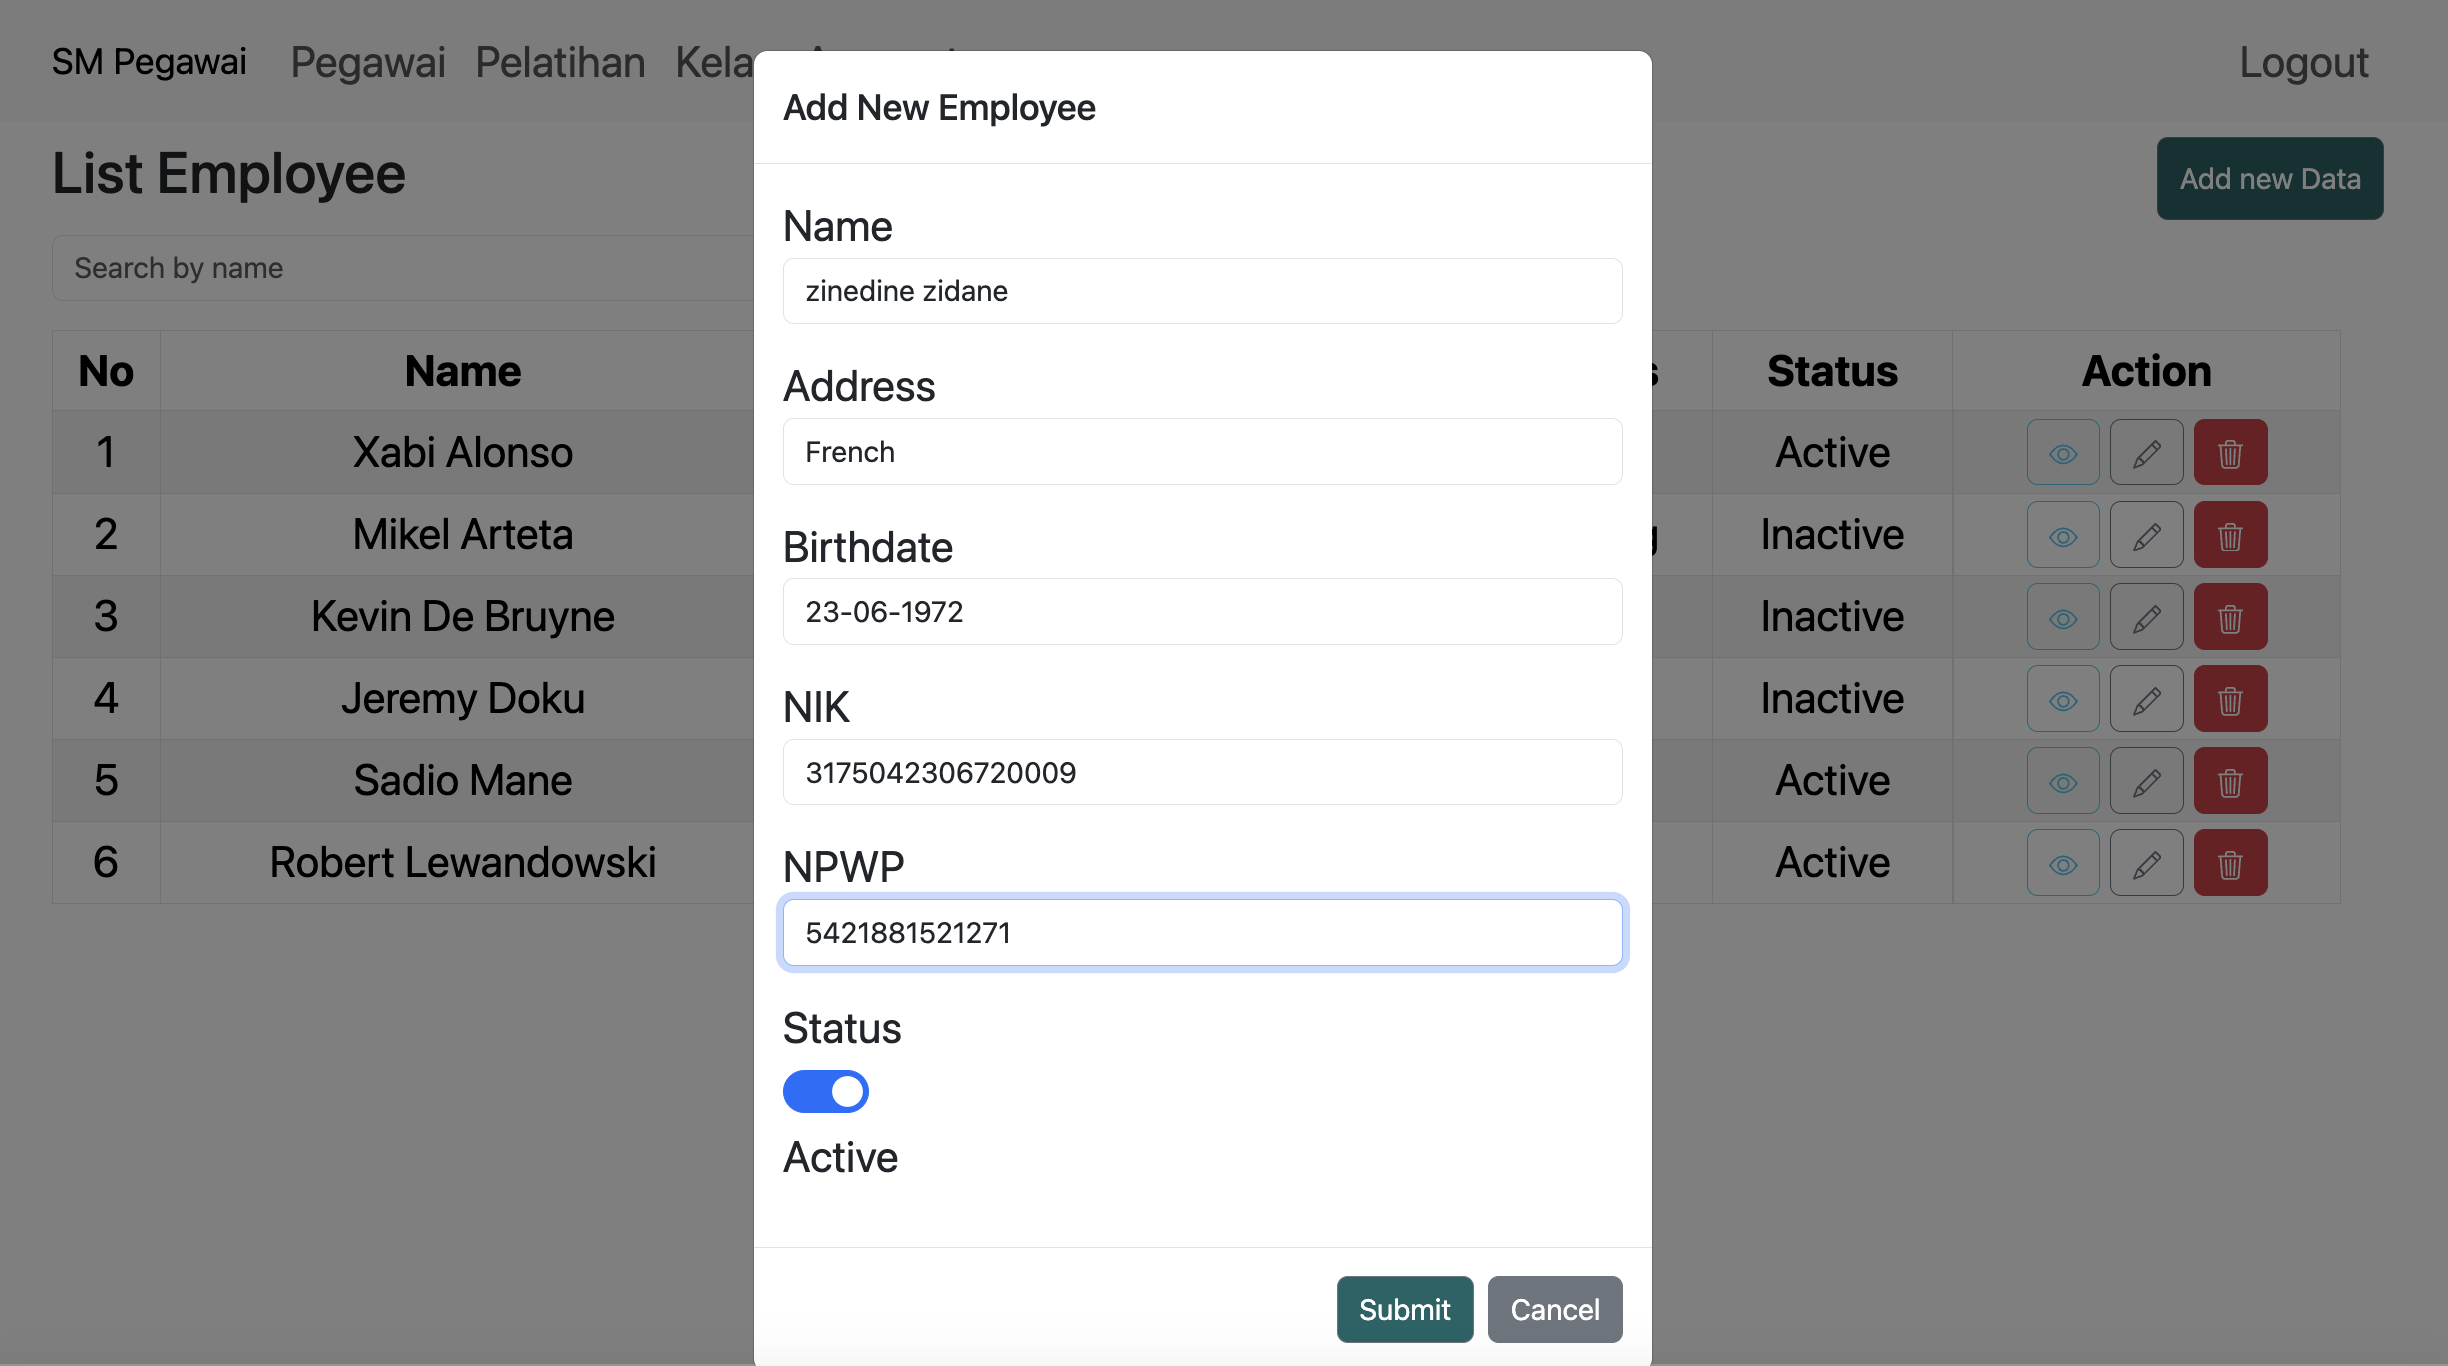 SM Pegawai Pegawai Pelatihan Logout
List Employee
Add new Data
Search by name
No Name Status Action
1 Xabi Alonso Active
2 Mikel Arteta Inactive
3 Kevin De Bruyne Inactive
4 Jeremy Doku Inactive
5 Sadio Mane Active
6 Robert Lewandowski Active
Add New Employee
Name
zinedine zidane
Address
French
Birthdate
23-06-1972
NIK
3175042306720009
NPWP
5421881521271
Status
Active
Submit Cancel